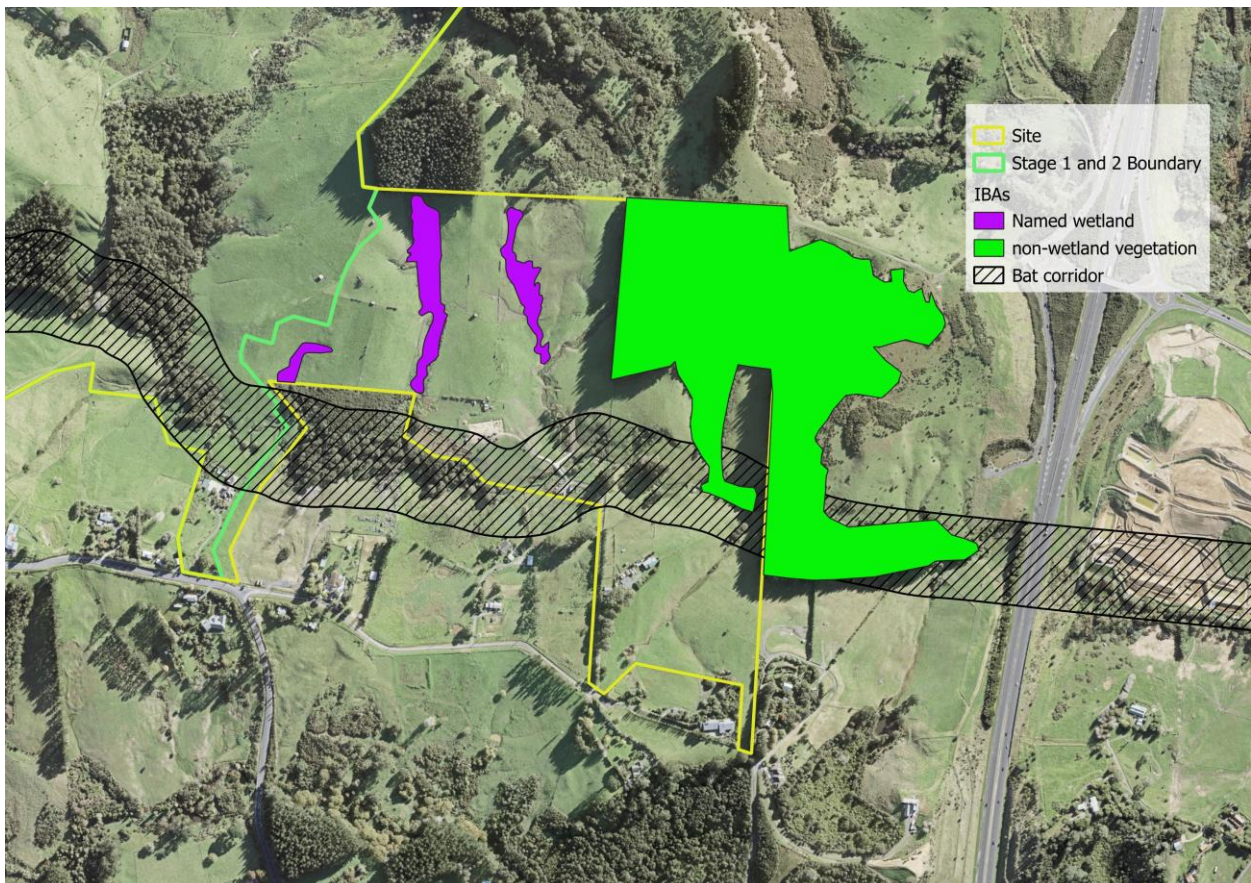 Site
Stage 1 and 2 Boundary
IBAs
Named wetland
non-wetland vegetation
Bat corridor